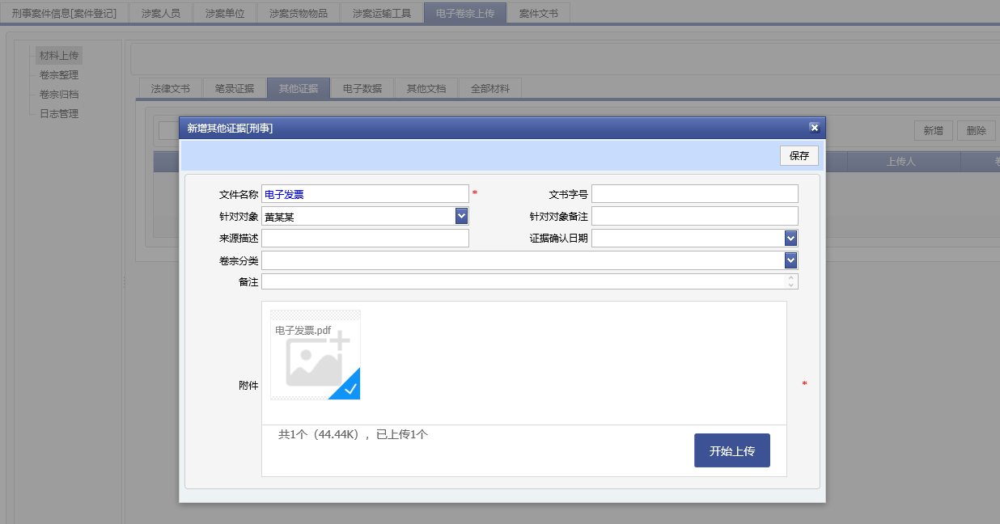 刑事案件信息[案件登记] 涉案人员 涉案单位 涉案货物物品 涉案运输工具 电子卷宗上传 案件文书
材料上传
卷宗整理
卷宗归档
日志管理
法律文书 笔录证据 其他证据 电子数据 其他文档 全部材料
新增 删除
上传人
新增其他证据[刑事]
保存
文件名称 电子发票 * 文书字号
针对对象 黄某某 针对对象备注
来源描述 证据确认日期
卷宗分类
备注
电子发票.pdf
附件 *
共1个（44.44K），已上传1个
开始上传